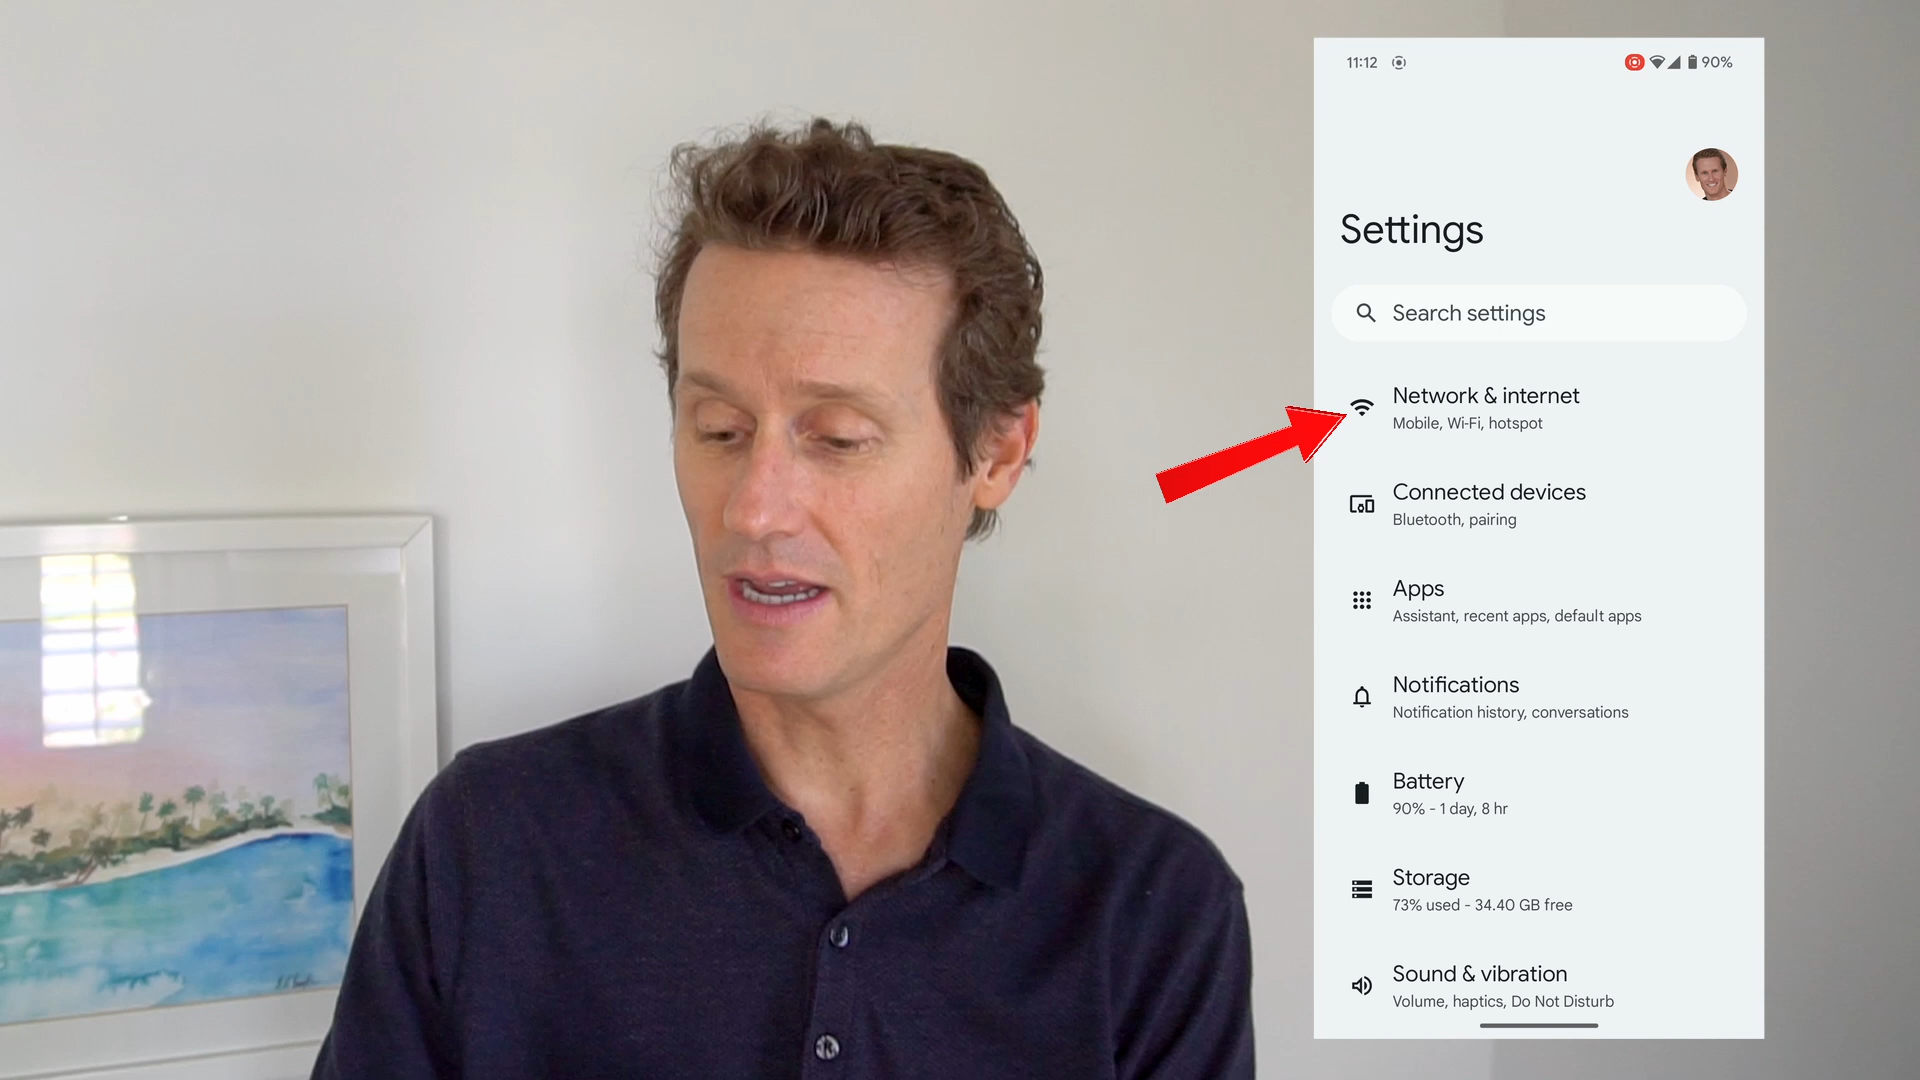 11:12
90%
Settings
Search settings
Network & internet
Mobile, Wi-Fi, hotspot
Connected devices
Bluetooth, pairing
Apps
Assistant, recent apps, default apps
Notifications
Notification history, conversations
Battery
90% - 1 day, 8 hr
Storage
73% used - 34.40 GB free
Sound & vibration
Volume, haptics, Do Not Disturb